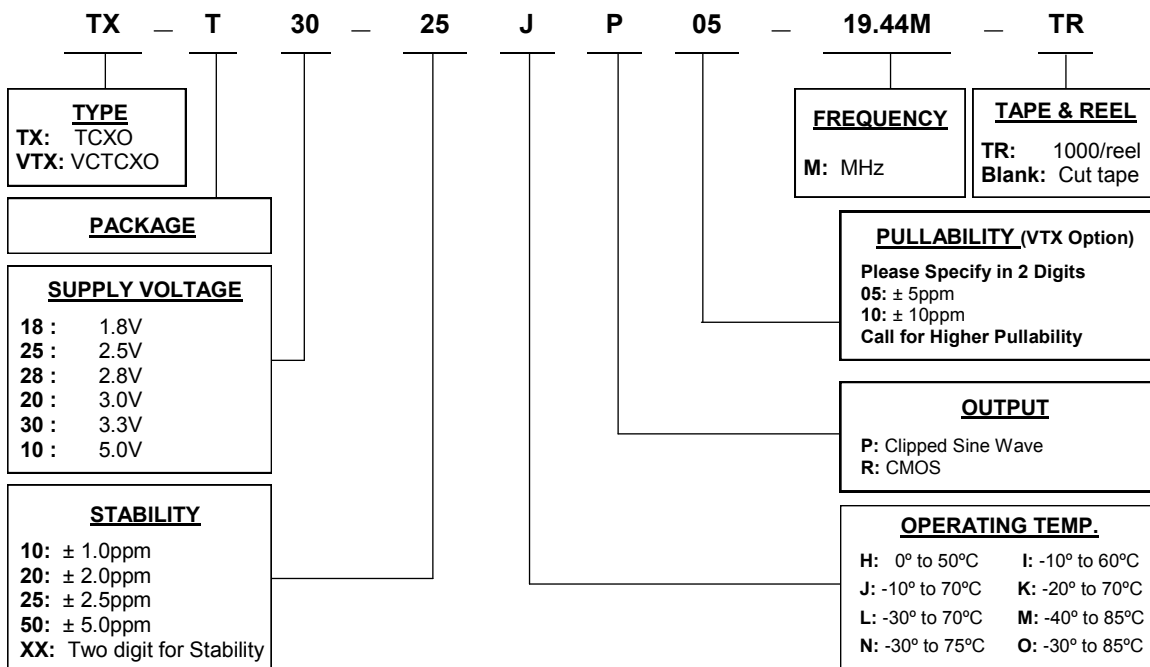 TX – T 30 – 25 J P 05 – 19.44M – TR
TYPE
TX: TCXO
VTX: VCTCXO
PACKAGE
SUPPLY VOLTAGE
18 : 1.8V
25 : 2.5V
28 : 2.8V
20 : 3.0V
30 : 3.3V
10 : 5.0V
STABILITY
10: ± 1.0ppm
20: ± 2.0ppm
25: ± 2.5ppm
50: ± 5.0ppm
XX: Two digit for Stability
FREQUENCY
M: MHz
TAPE & REEL
TR: 1000/reel
Blank: Cut tape
PULLABILITY (VTX Option)
Please Specify in 2 Digits
05: ± 5ppm
10: ± 10ppm
Call for Higher Pullability
OUTPUT
P: Clipped Sine Wave
R: CMOS
OPERATING TEMP.
H: 0º to 50ºC I: -10º to 60ºC
J: -10º to 70ºC K: -20º to 70ºC
L: -30º to 70ºC M: -40º to 85ºC
N: -30º to 75ºC O: -30º to 85ºC